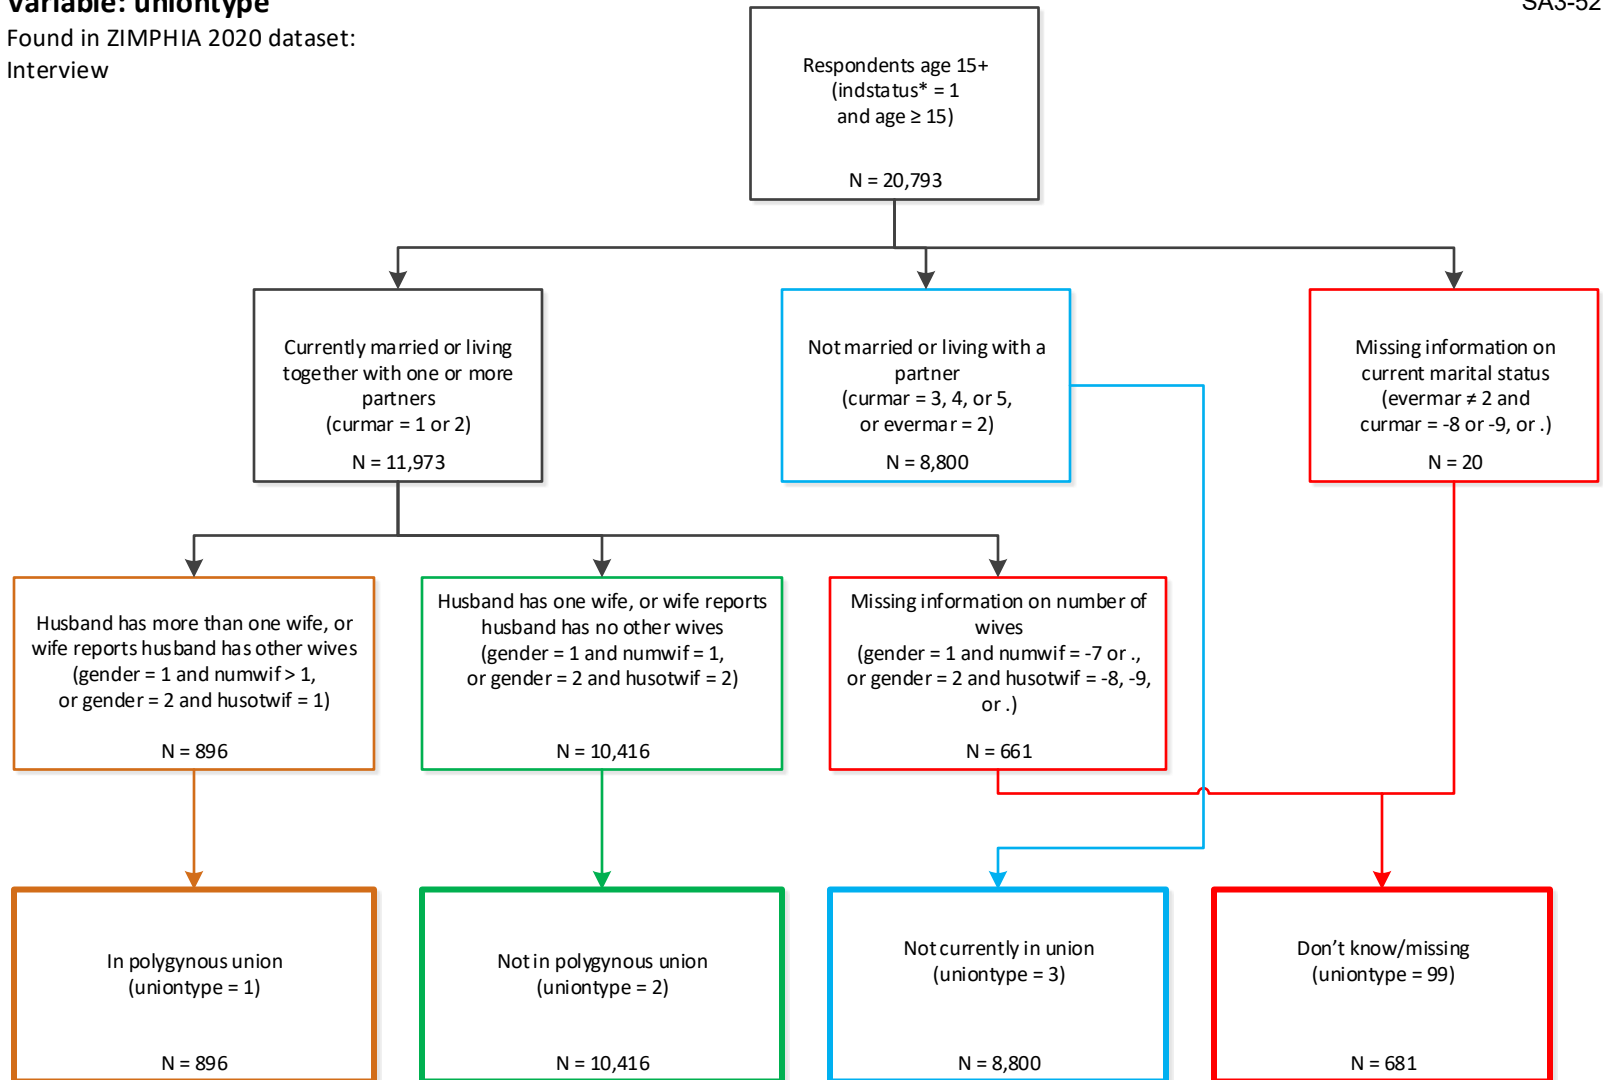 Variable: uniontype
SA3-52
Found in ZIMPHIA 2020 dataset:
Interview
Respondents age 15+
(indstatus* = 1
and age ≥ 15)
N = 20,793
Currently married or living
together with one or more
partners
(curmar = 1 or 2)
N = 11,973
Not married or living with a
partner
(curmar = 3, 4, or 5,
or evermar = 2)
N = 8,800
Missing information on
current marital status
(evermar ≠ 2 and
curmar = -8 or -9, or .)
N = 20
Husband has more than one wife, or
wife reports husband has other wives
(gender = 1 and numwif > 1,
or gender = 2 and husotwif = 1)
N = 896
Husband has one wife, or wife reports
husband has no other wives
(gender = 1 and numwif = 1,
or gender = 2 and husotwif = 2)
N = 10,416
Missing information on number of
wives
(gender = 1 and numwif = -7 or .,
or gender = 2 and husotwif = -8, -9,
or .)
N = 661
In polygynous union
(uniontype = 1)
N = 896
Not in polygynous union
(uniontype = 2)
N = 10,416
Not currently in union
(uniontype = 3)
N = 8,800
Don’t know/missing
(uniontype = 99)
N = 681